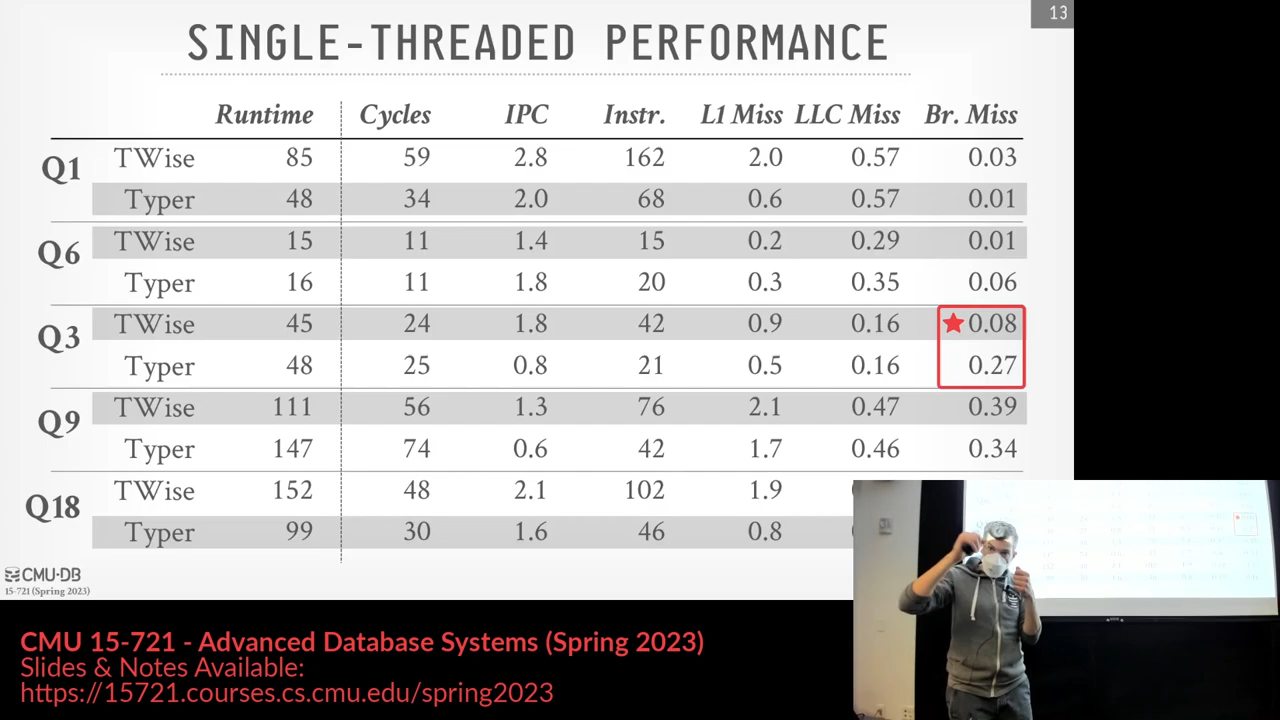 13
SINGLE-THREADED PERFORMANCE
Runtime Cycles IPC Instr. L1 Miss LLC Miss Br. Miss
Q1 TWise 85 59 2.8 162 2.0 0.57 0.03
Typer 48 34 2.0 68 0.6 0.57 0.01
Q6 TWise 15 11 1.4 15 0.2 0.29 0.01
Typer 16 11 1.8 20 0.3 0.35 0.06
Q3 TWise 45 24 1.8 42 0.9 0.16 ★ 0.08
Typer 48 25 0.8 21 0.5 0.16 0.27
Q9 TWise 111 56 1.3 76 2.1 0.47 0.39
Typer 147 74 0.6 42 1.7 0.46 0.34
Q18 TWise 152 48 2.1 102 1.9
Typer 99 30 1.6 46 0.8
CMU·DB
15-721 (Spring 2023)
CMU 15-721 - Advanced Database Systems (Spring 2023)
Slides & Notes Available:
https://15721.courses.cs.cmu.edu/spring2023